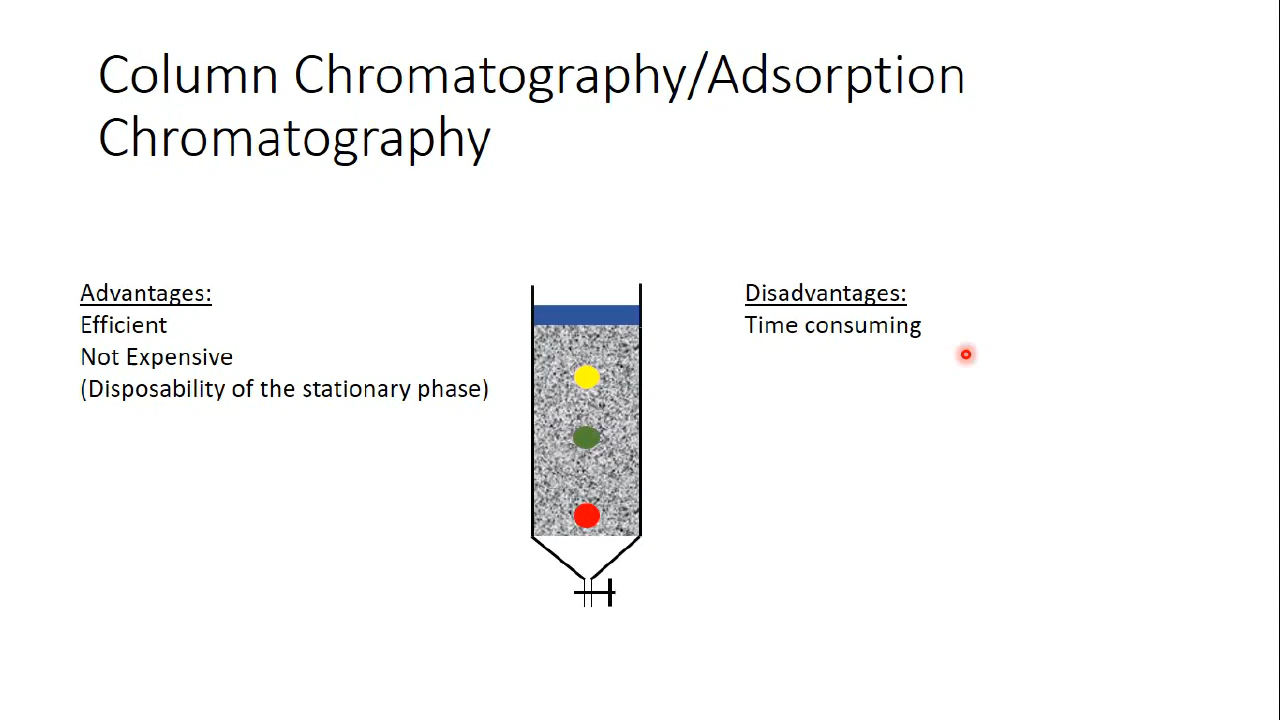 Column Chromatography/Adsorption
Chromatography
Advantages:
Efficient
Not Expensive
(Disposability of the stationary phase)
Disadvantages:
Time consuming